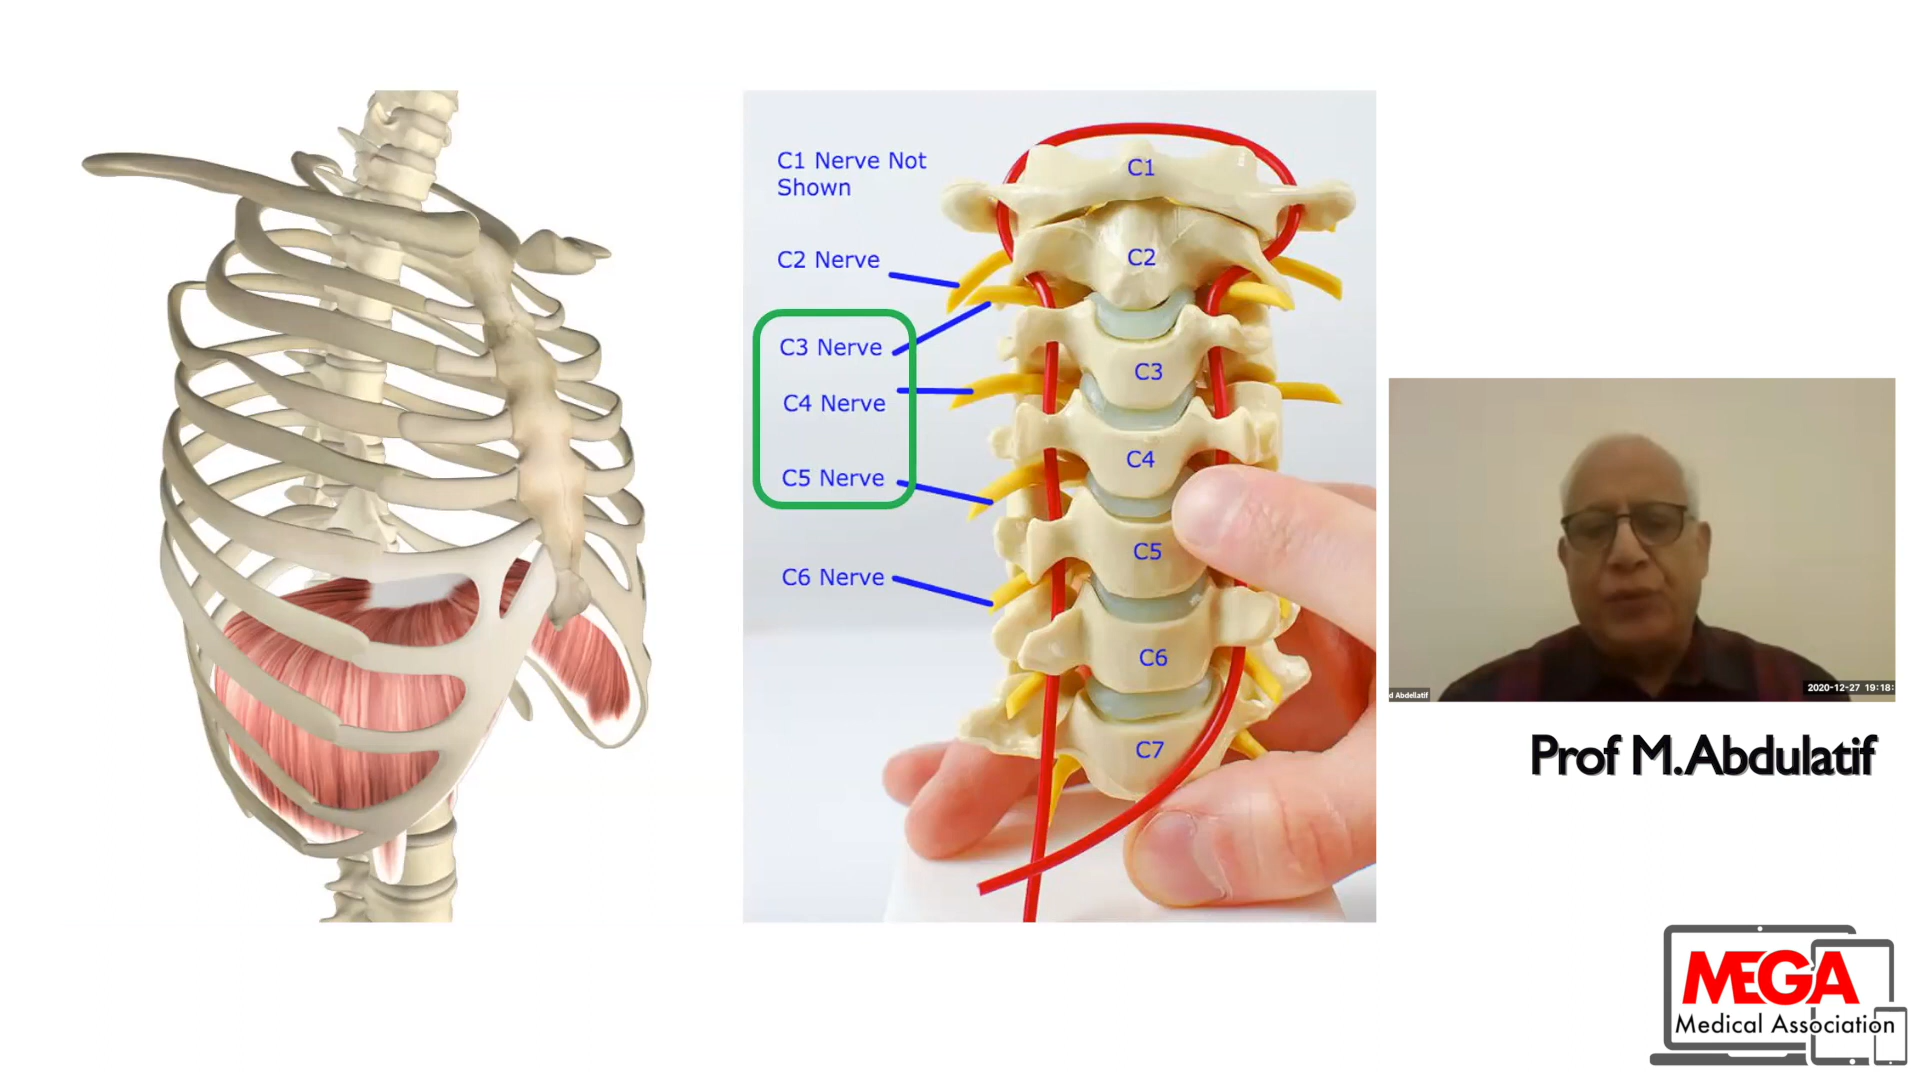 C1 Nerve Not
Shown
C2 Nerve
C3 Nerve
C4 Nerve
C5 Nerve
C6 Nerve
C1
C2
C3
C4
C5
C6
C7
d Abdellatif
2020-12-27 19:18:
Prof M.Abdulatif
MEGA
Medical Association